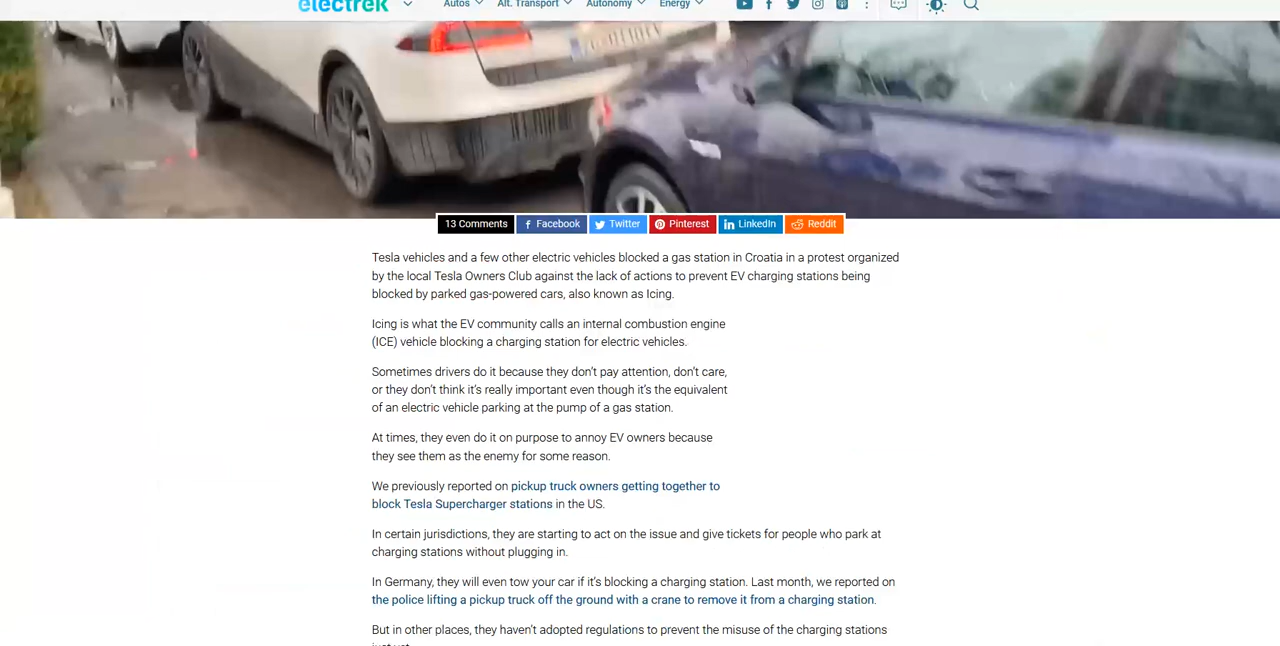 electrek Autos Alt. Transport Autonomy Energy
13 Comments Facebook Twitter Pinterest LinkedIn Reddit
Tesla vehicles and a few other electric vehicles blocked a gas station in Croatia in a protest organized
by the local Tesla Owners Club against the lack of actions to prevent EV charging stations being
blocked by parked gas-powered cars, also known as Icing.
Icing is what the EV community calls an internal combustion engine
(ICE) vehicle blocking a charging station for electric vehicles.
Sometimes drivers do it because they don't pay attention, don't care,
or they don't think it's really important even though it's the equivalent
of an electric vehicle parking at the pump of a gas station.
At times, they even do it on purpose to annoy EV owners because
they see them as the enemy for some reason.
We previously reported on pickup truck owners getting together to
block Tesla Supercharger stations in the US.
In certain jurisdictions, they are starting to act on the issue and give tickets for people who park at
charging stations without plugging in.
In Germany, they will even tow your car if it's blocking a charging station. Last month, we reported on
the police lifting a pickup truck off the ground with a crane to remove it from a charging station.
But in other places, they haven't adopted regulations to prevent the misuse of the charging stations